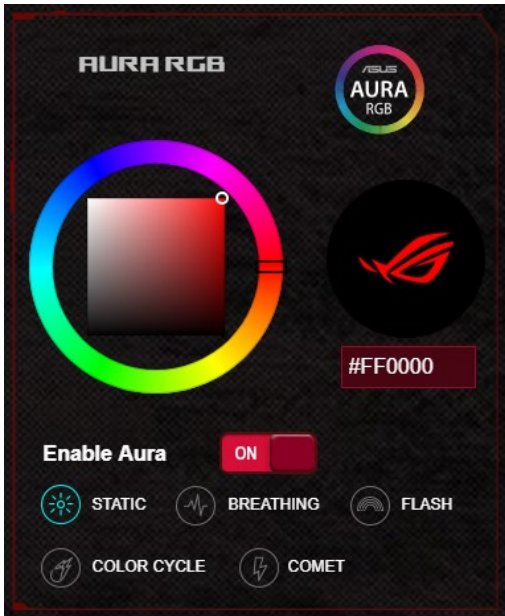 AURA RGB
ASUS
AURA
RGB
#FF0000
Enable Aura ON
STATIC BREATHING FLASH
COLOR CYCLE COMET